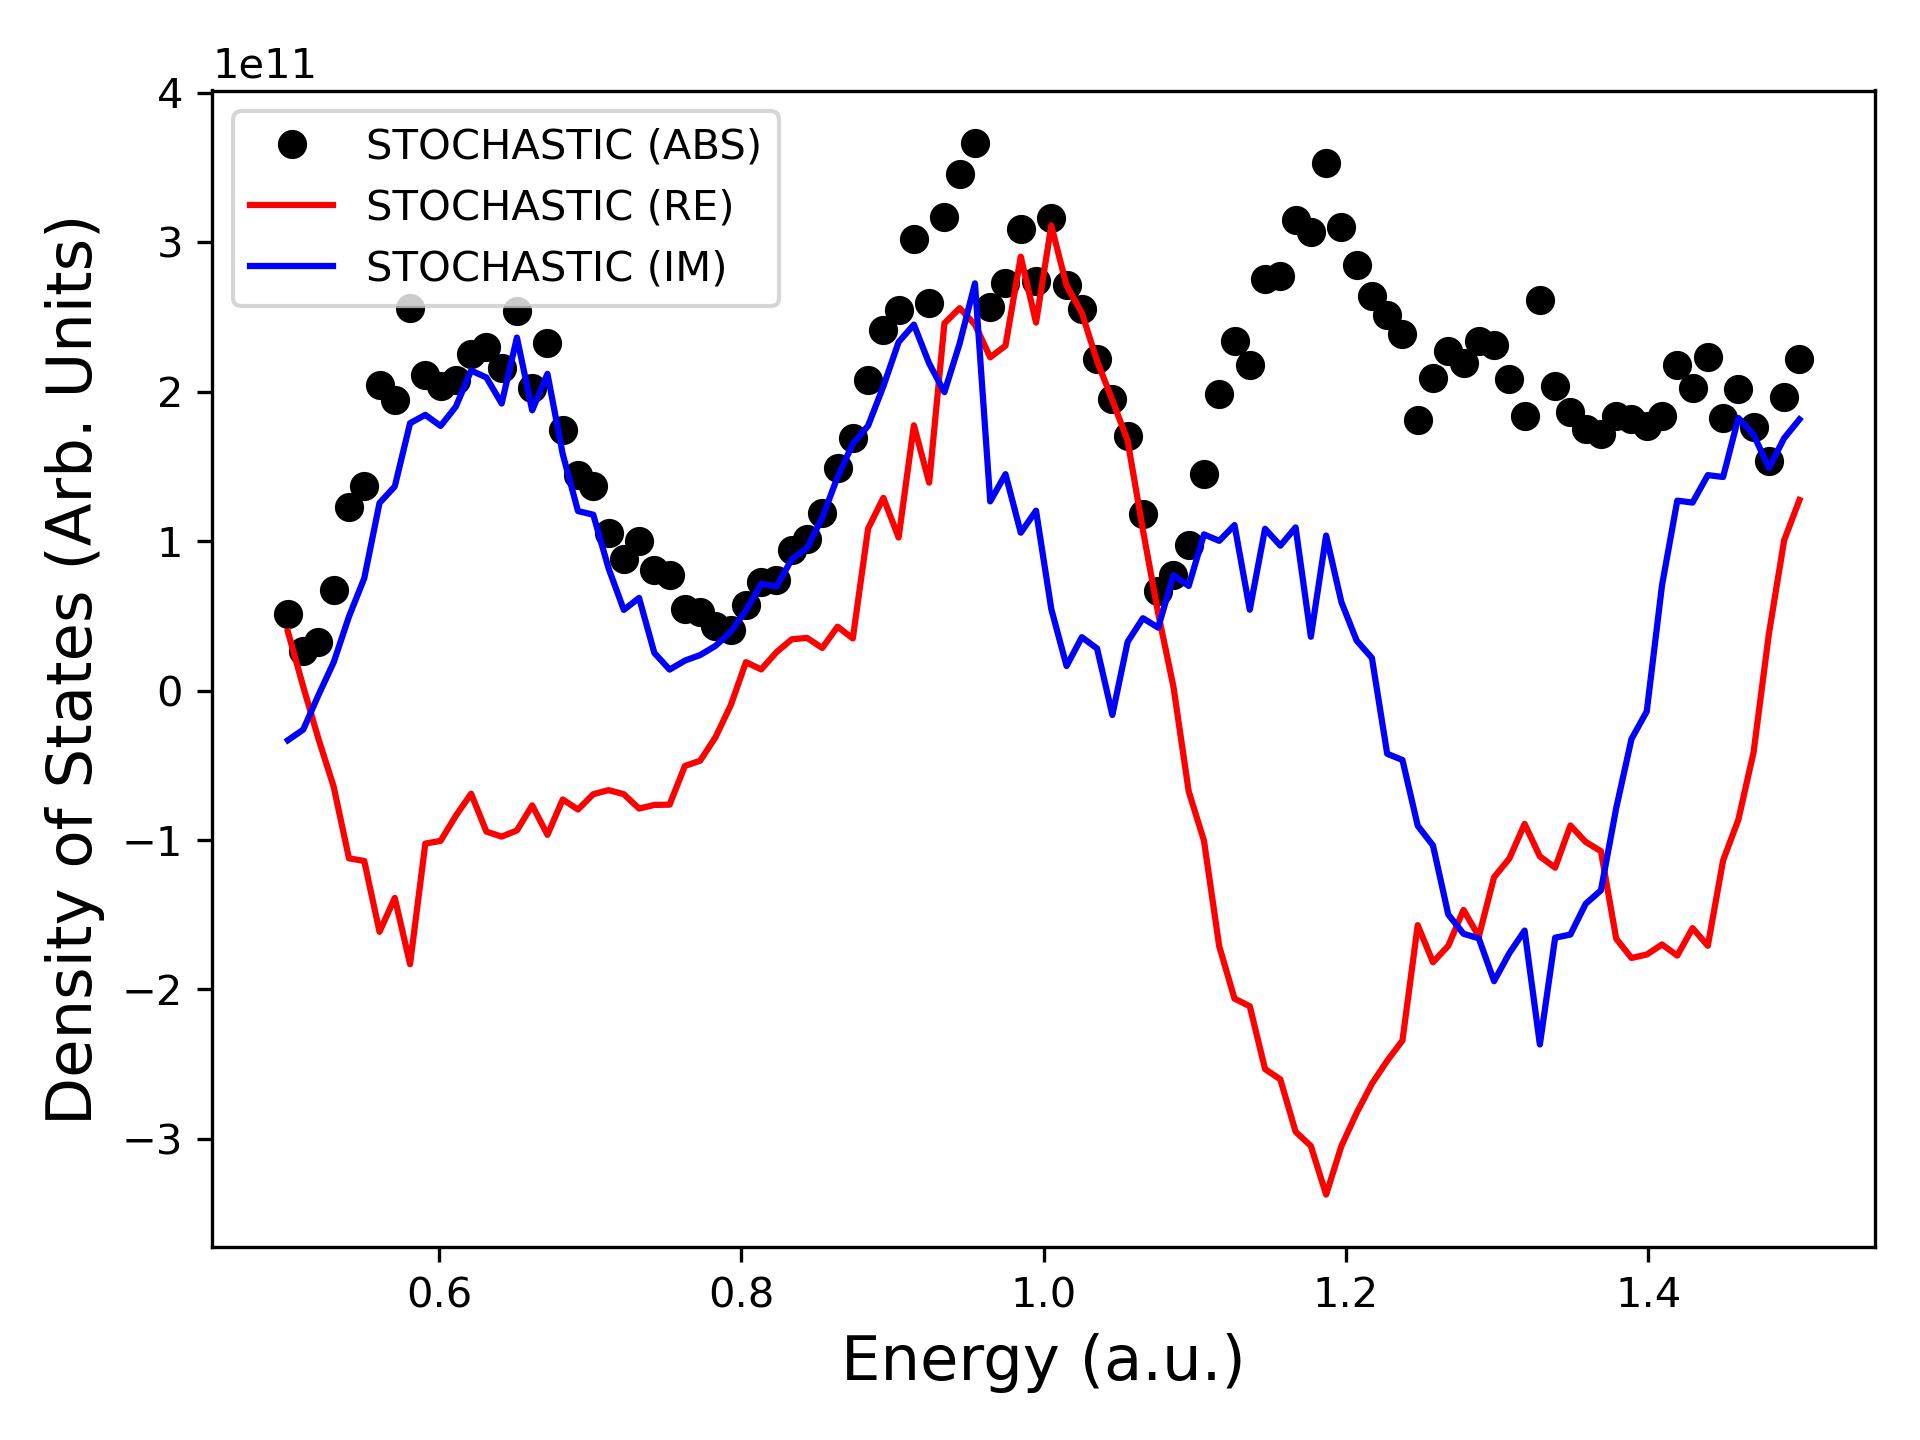 1e11
4
3
2
1
0
−1
−2
−3
Density of States (Arb. Units)
STOCHASTIC (ABS)
STOCHASTIC (RE)
STOCHASTIC (IM)
0.6 0.8 1.0 1.2 1.4
Energy (a.u.)